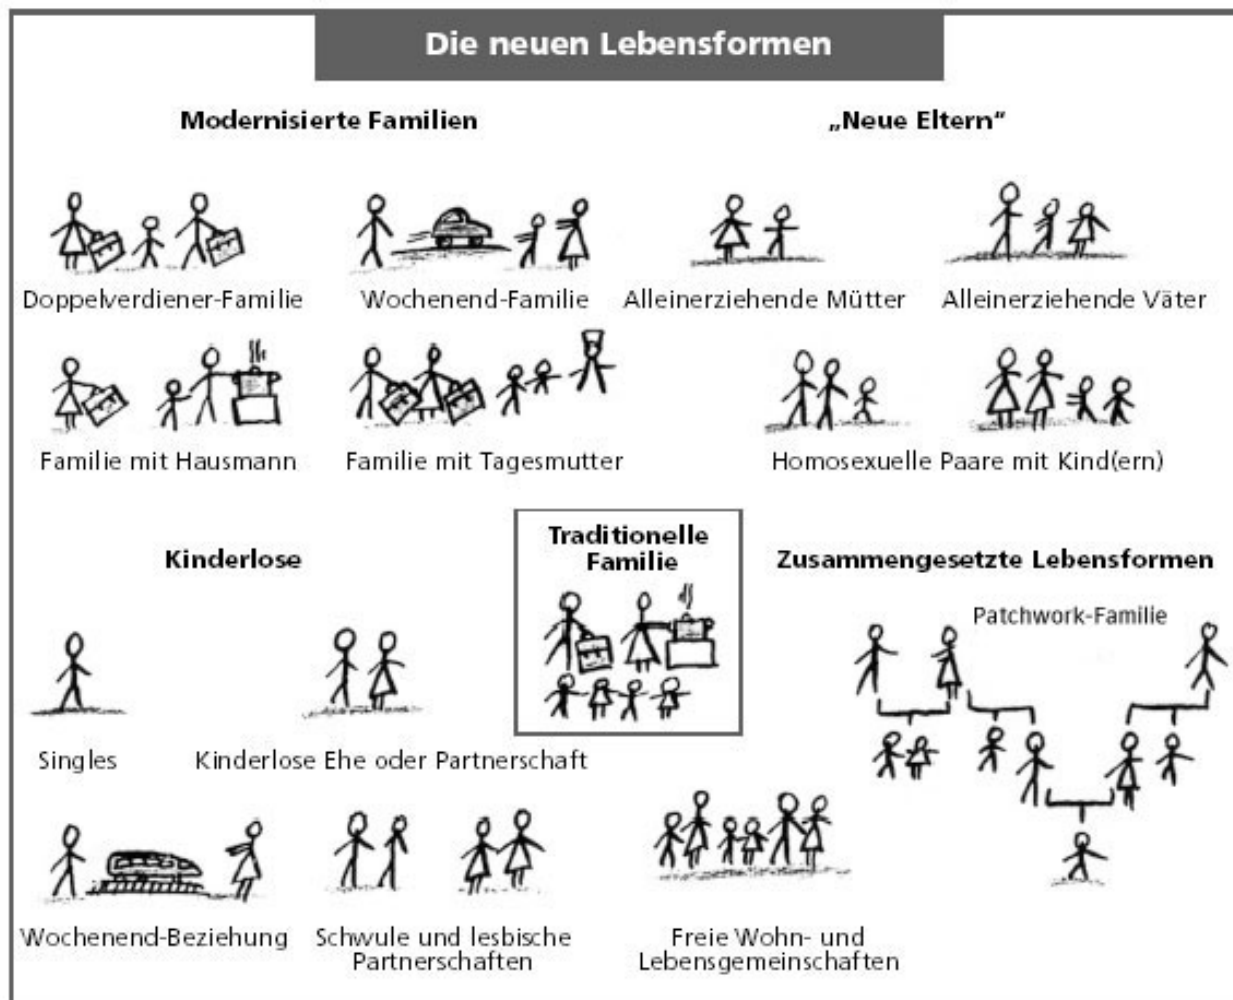 Die neuen Lebensformen
Modernisierte Familien
„Neue Eltern“
Doppelverdiener-Familie
Wochenend-Familie
Alleinerziehende Mütter
Alleinerziehende Väter
Familie mit Hausmann
Familie mit Tagesmutter
Homosexuelle Paare mit Kind(ern)
Kinderlose
Traditionelle
Familie
Zusammengesetzte Lebensformen
Patchwork-Familie
Singles
Kinderlose Ehe oder Partnerschaft
Wochenend-Beziehung
Schwule und lesbische
Partnerschaften
Freie Wohn- und
Lebensgemeinschaften